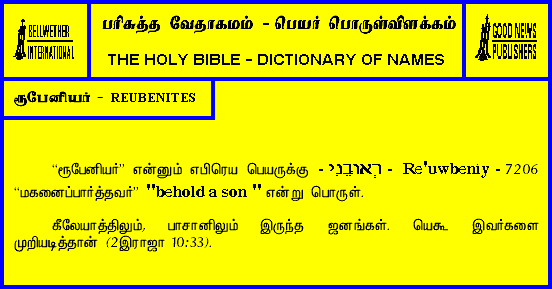 BELLWETHER
INTERNATIONAL
பரிசுத்த வேதாகமம் - பெயர் பொருள்விளக்கம்
THE HOLY BIBLE - DICTIONARY OF NAMES
GOOD NEWS
PUBLISHERS
ரூபேனியர் - REUBENITES
“ரூபேனியர்” என்னும் எபிரெய பெயருக்கு - רְאוּבֵנִי - Re'uwbeniy - 7206
“மகனைப்பார்த்தவர்” "behold a son " என்று பொருள்.
கீலேயாத்திலும், பாசானிலும் இருந்த ஜனங்கள். யெகூ இவர்களை
முறியடித்தான் (2இராஜா 10:33).